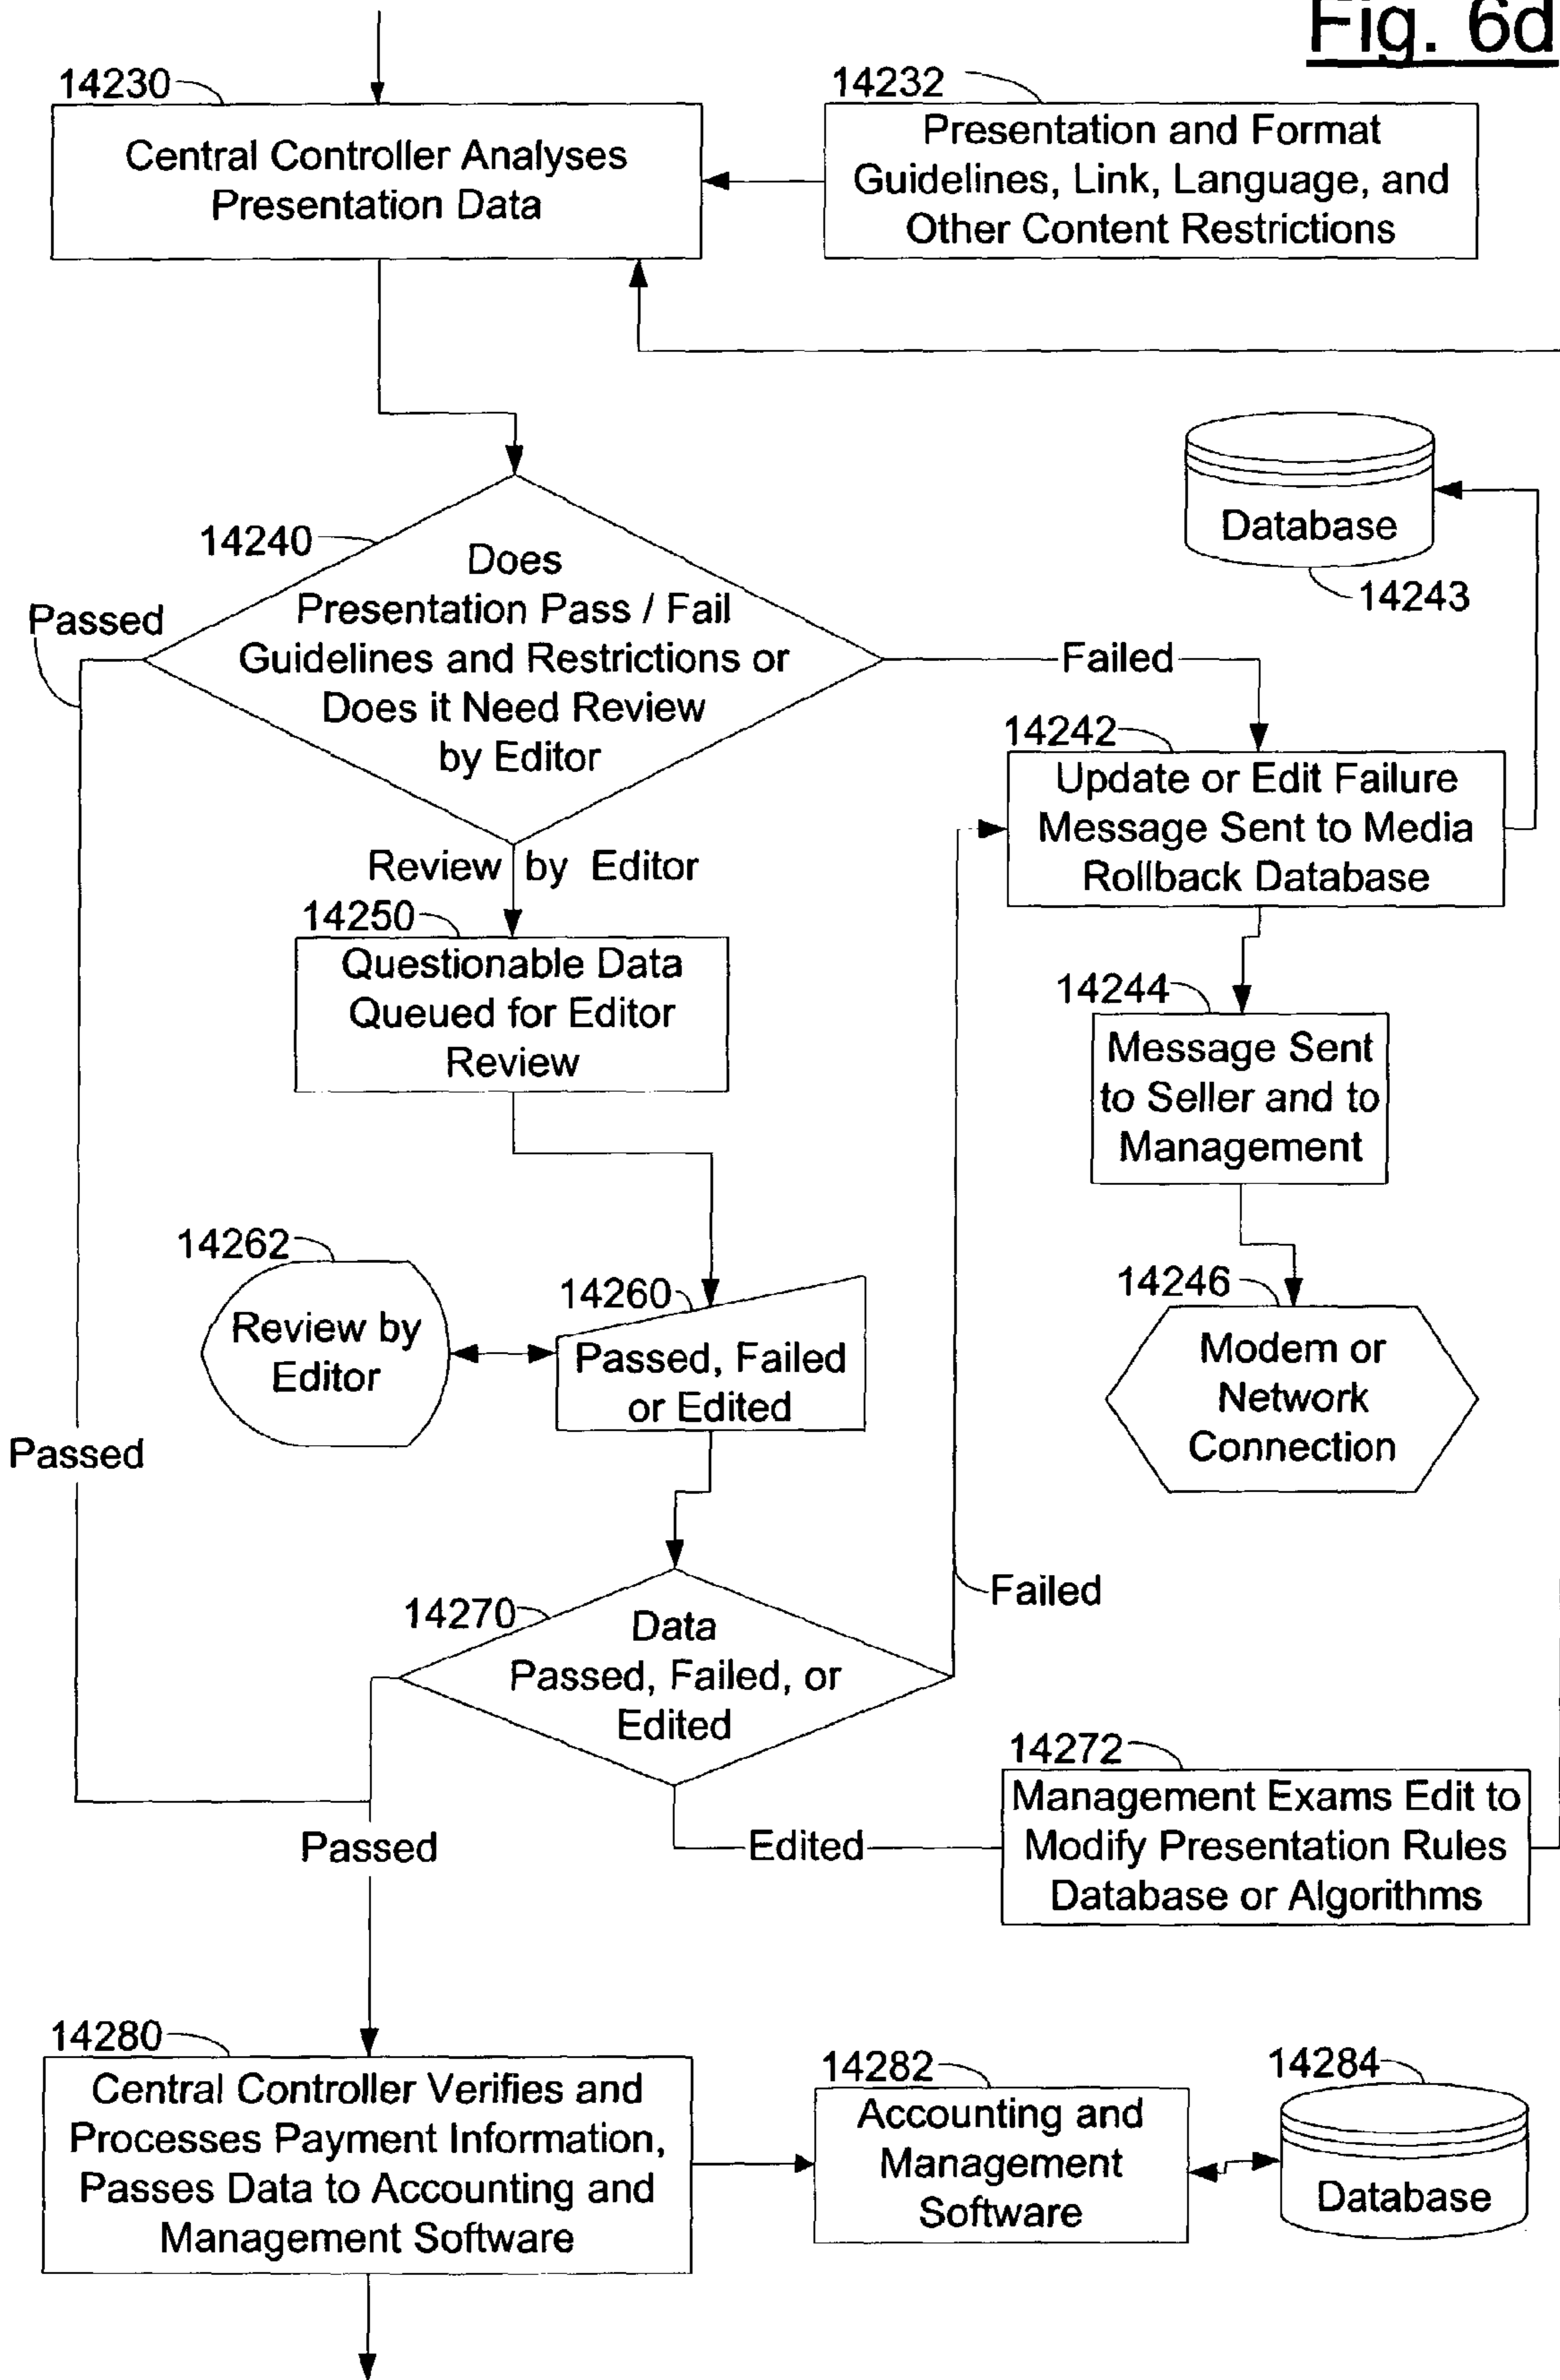 Fig. 6d
14230
Central Controller Analyses
Presentation Data
14232
Presentation and Format
Guidelines, Link, Language, and
Other Content Restrictions
14240
Does
Presentation Pass / Fail
Guidelines and Restrictions or
Does it Need Review
by Editor
Passed
Failed
Database
14243
14242
Update or Edit Failure
Message Sent to Media
Rollback Database
Review by Editor
14250
Questionable Data
Queued for Editor
Review
14244
Message Sent
to Seller and to
Management
14262
Review by
Editor
14260
Passed, Failed
or Edited
14246
Modem or
Network
Connection
Passed
Failed
14270
Data
Passed, Failed, or
Edited
14272
Management Exams Edit to
Modify Presentation Rules
Database or Algorithms
Passed
Edited
14280
Central Controller Verifies and
Processes Payment Information,
Passes Data to Accounting and
Management Software
14282
Accounting and
Management
Software
14284
Database